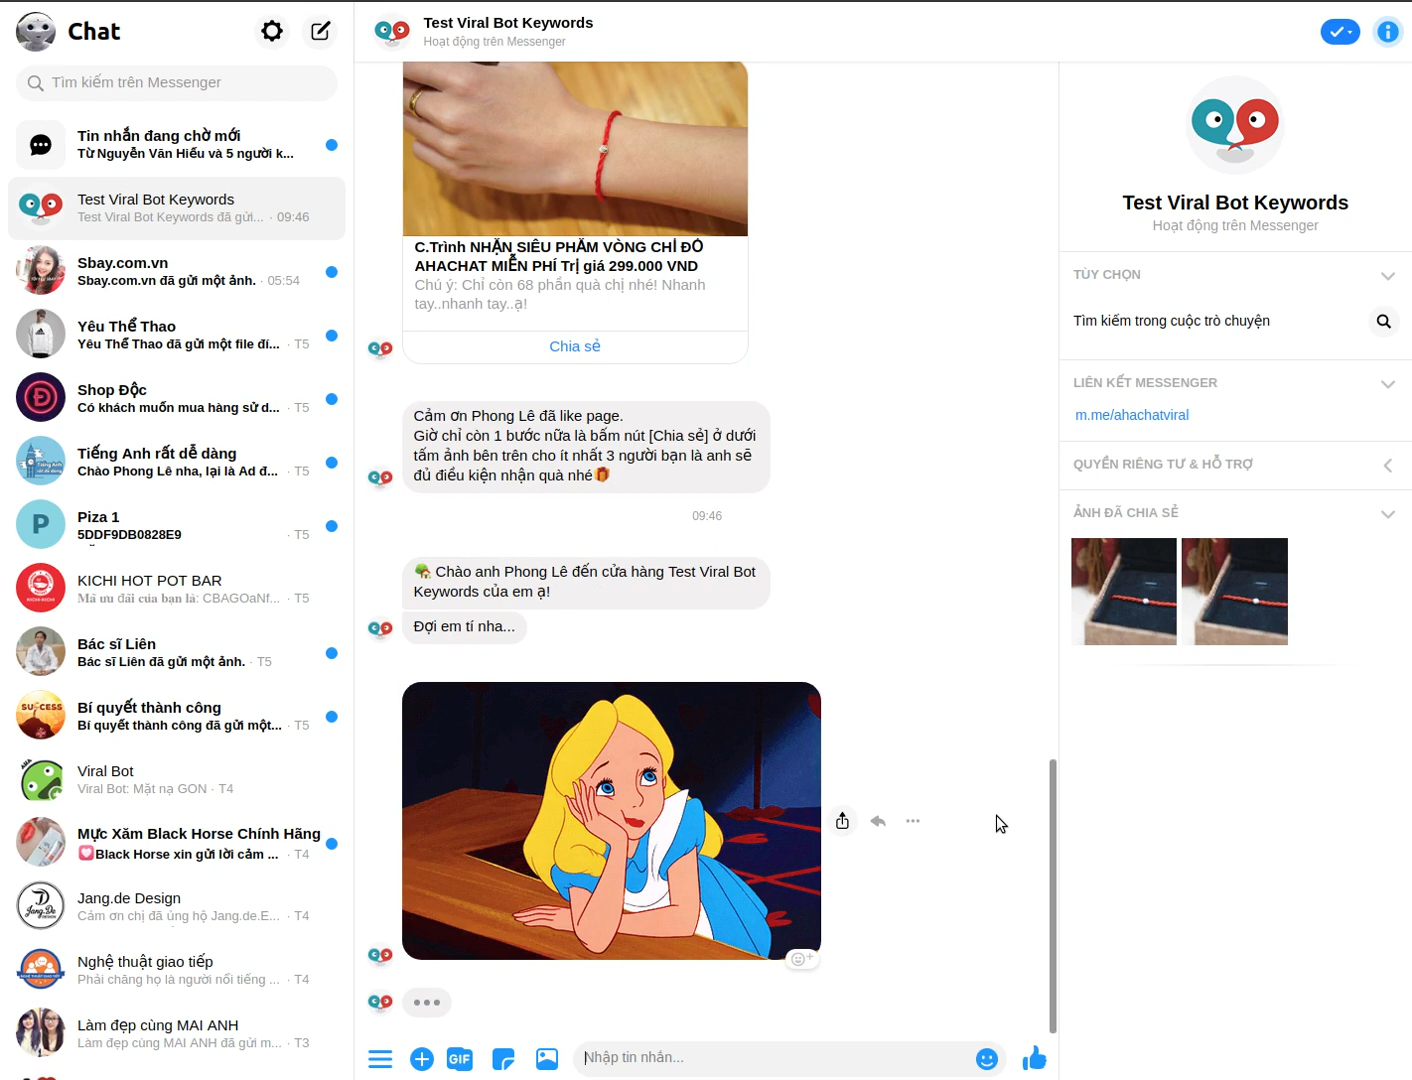 Chat
Tìm kiếm trên Messenger
Tin nhắn đang chờ mới
Từ Nguyễn Văn Hiếu và 5 người k...
Test Viral Bot Keywords
Test Viral Bot Keywords đã gửi... · 09:46
Sbay.com.vn
Sbay.com.vn đã gửi một ảnh. · 05:54
Yêu Thể Thao
Yêu Thể Thao đã gửi một file đí... · T5
Shop Độc
Có khách muốn mua hàng sử d... · T5
Tiếng Anh rất dễ dàng
Chào Phong Lê nha, lại là Ad đ... · T5
P
Piza 1
5DDF9DB0828E9 · T5
KICHI HOT POT BAR
Mã ưu đãi của bạn là: CBAGOaNf... · T5
Bác sĩ Liên
Bác sĩ Liên đã gửi một ảnh. · T5
SUCCESS
Bí quyết thành công
Bí quyết thành công đã gửi một... · T5
Viral Bot
Viral Bot: Mặt nạ GON · T4
Mực Xăm Black Horse Chính Hãng
Black Horse xin gửi lời cảm ... · T4
Jang.De
Jang.de Design
Cảm ơn chị đã ủng hộ Jang.de.E... · T4
Nghệ thuật giao tiếp
Phải chăng họ là người nổi tiếng ... · T4
Làm đẹp cùng MAI ANH
Làm đẹp cùng MAI ANH đã gửi m... · T3
Test Viral Bot Keywords
Hoạt động trên Messenger
C.Trình NHẬN SIÊU PHẨM VÒNG CHỈ ĐỎ
AHACHAT MIỄN PHÍ Trị giá 299.000 VND
Chú ý: Chỉ còn 68 phần quà chị nhé! Nhanh
tay..nhanh tay..ạ!
Chia sẻ
Cảm ơn Phong Lê đã like page.
Giờ chỉ còn 1 bước nữa là bấm nút [Chia sẻ] ở dưới
tấm ảnh bên trên cho ít nhất 3 người bạn là anh sẽ
đủ điều kiện nhận quà nhé🎁
09:46
🏡 Chào anh Phong Lê đến cửa hàng Test Viral Bot
Keywords của em ạ!
Đợi em tí nha...
GIF
Nhập tin nhắn...
Test Viral Bot Keywords
Hoạt động trên Messenger
TÙY CHỌN
Tìm kiếm trong cuộc trò chuyện
LIÊN KẾT MESSENGER
m.me/ahachatviral
QUYỀN RIÊNG TƯ & HỖ TRỢ
ẢNH ĐÃ CHIA SẺ